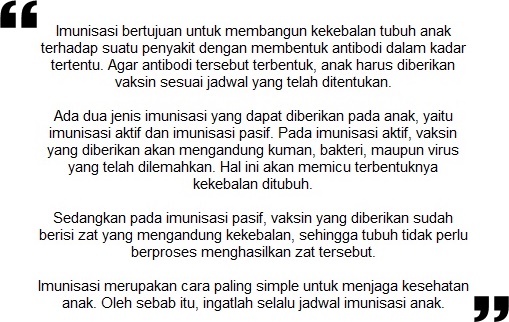 Imunisasi bertujuan untuk membangun kekebalan tubuh anak
terhadap suatu penyakit dengan membentuk antibodi dalam kadar
tertentu. Agar antibodi tersebut terbentuk, anak harus diberikan
vaksin sesuai jadwal yang telah ditentukan.
Ada dua jenis imunisasi yang dapat diberikan pada anak, yaitu
imunisasi aktif dan imunisasi pasif. Pada imunisasi aktif, vaksin
yang diberikan akan mengandung kuman, bakteri, maupun virus
yang telah dilemahkan. Hal ini akan memicu terbentuknya
kekebalan ditubuh.
Sedangkan pada imunisasi pasif, vaksin yang diberikan sudah
berisi zat yang mengandung kekebalan, sehingga tubuh tidak perlu
berproses menghasilkan zat tersebut.
Imunisasi merupakan cara paling simple untuk menjaga kesehatan
anak. Oleh sebab itu, ingatlah selalu jadwal imunisasi anak.